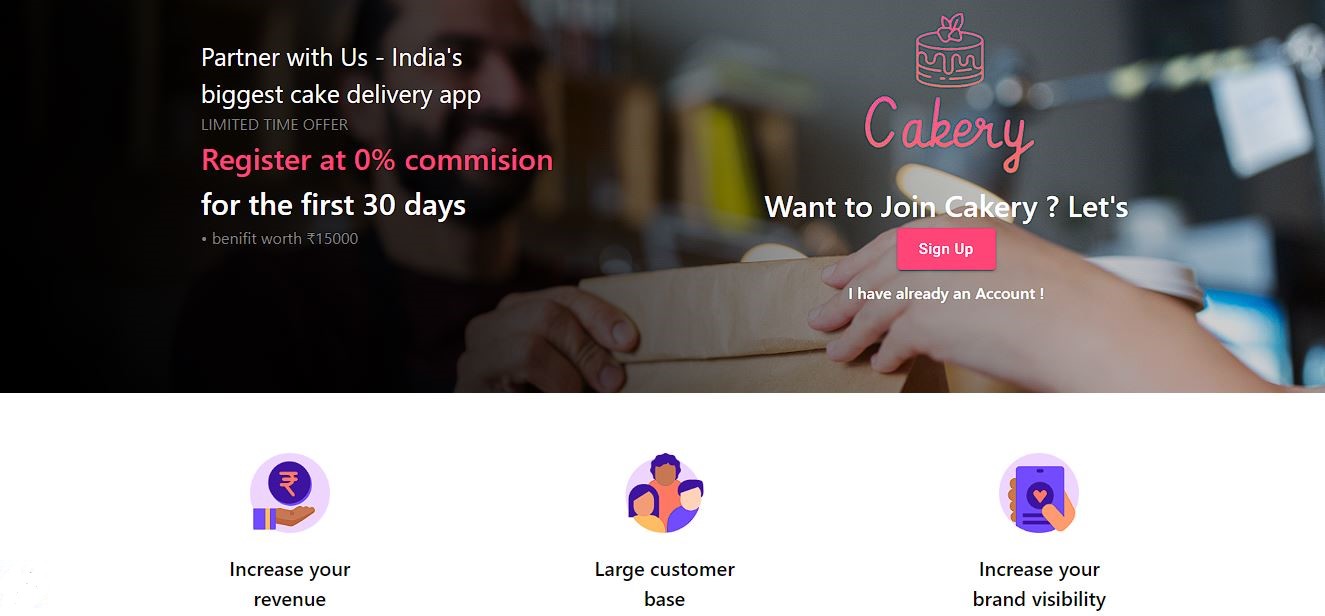 Partner with Us - India's
biggest cake delivery app
LIMITED TIME OFFER
Register at 0% commision
for the first 30 days
• benifit worth ₹15000
Cakery
Want to Join Cakery ? Let's
Sign Up
I have already an Account !
₹
Increase your
revenue
Large customer
base
Increase your
brand visibility